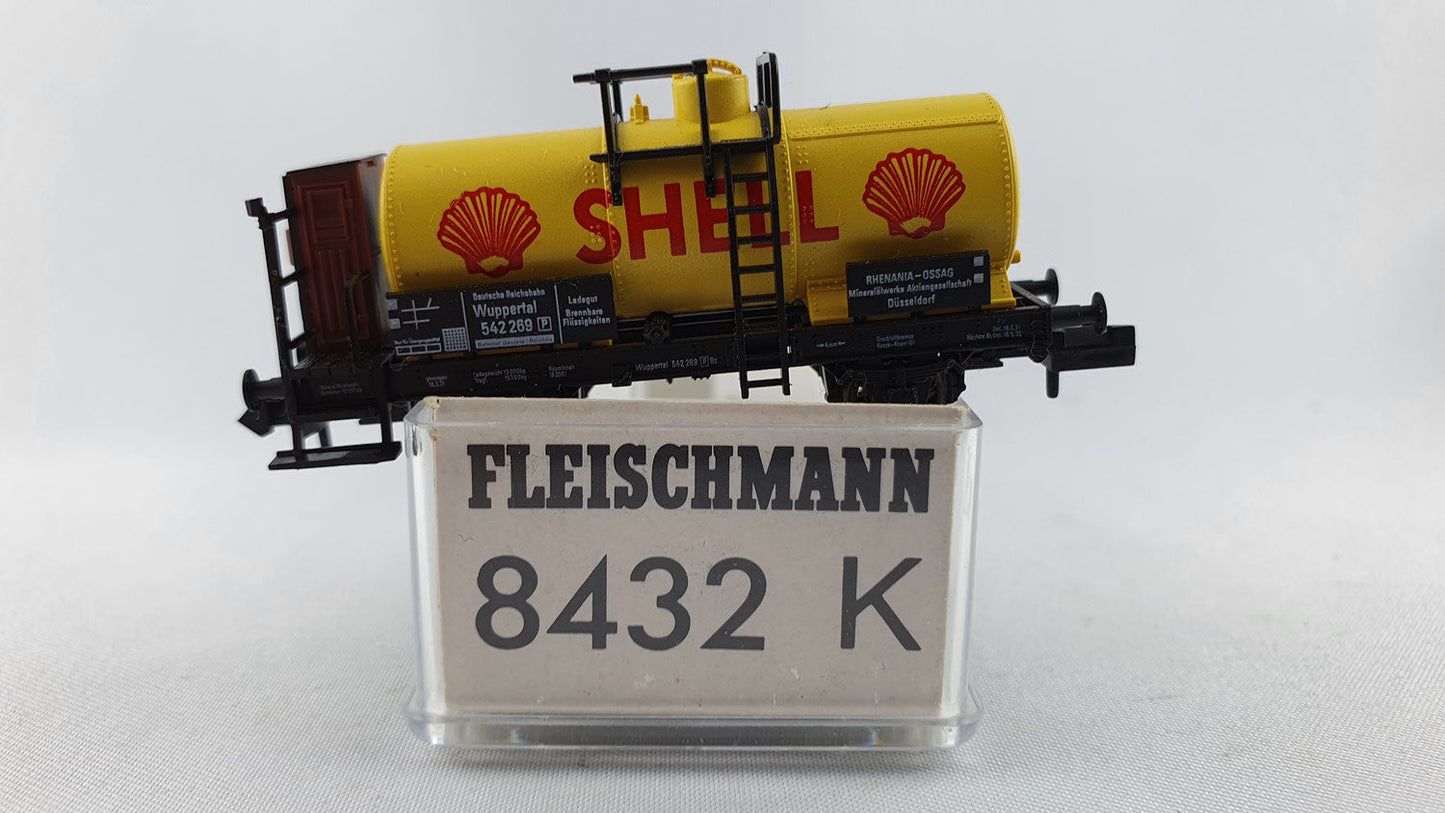 SHELL
Deutsche Reichsbahn
Wuppertal
542 269 P
Ladegut
Brennbare
Flüssigkeiten
RHENANIA-OSSAG
Mineralölwerke Aktiengesellschaft
Düsseldorf
Wuppertal 542 269 P
FLEISCHMANN
8432 K